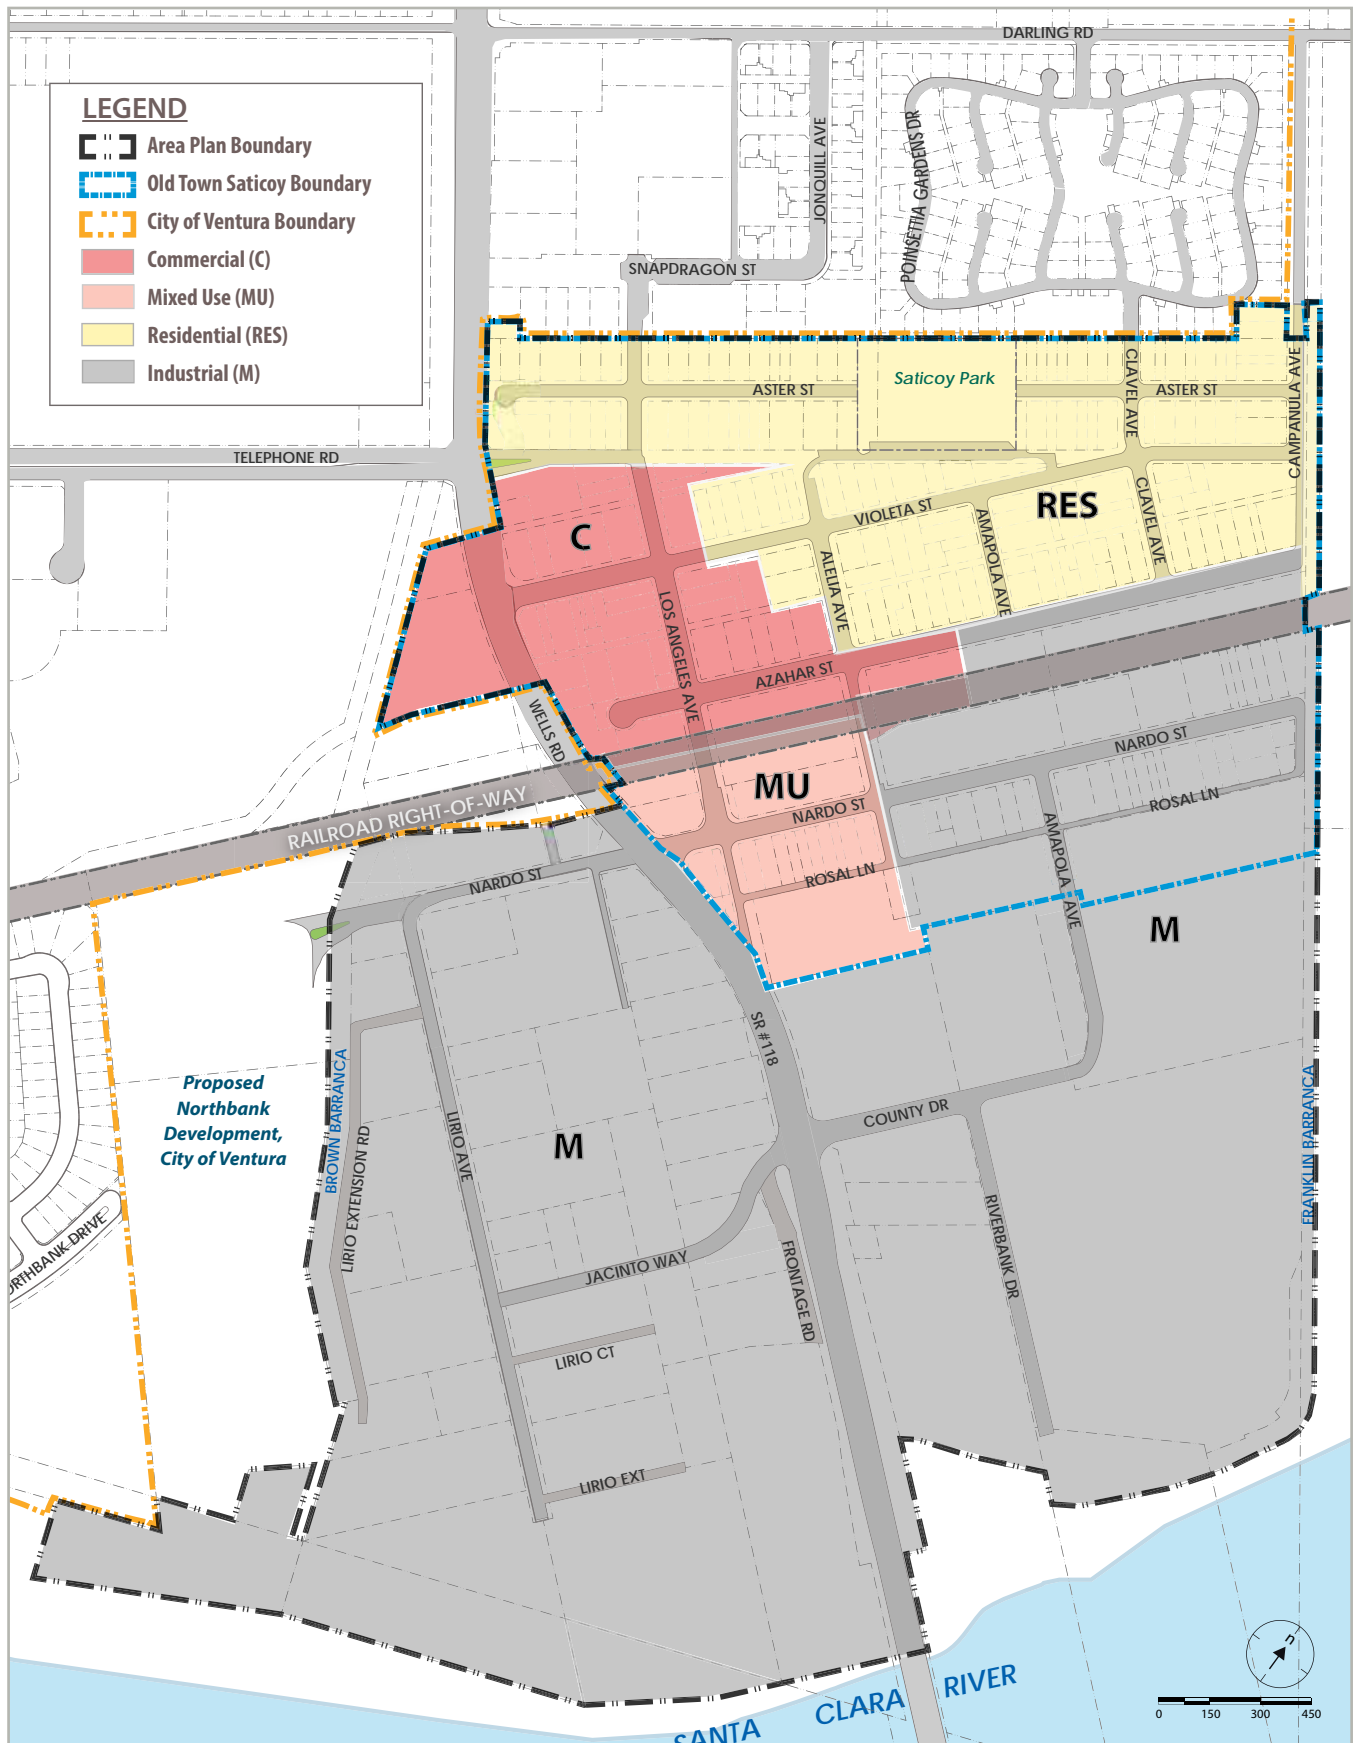 DARLING RD
LEGEND
Area Plan Boundary
Old Town Saticoy Boundary
City of Ventura Boundary
Commercial (C)
Mixed Use (MU)
Residential (RES)
Industrial (M)
JONQUILL AVE
POINSETTIA GARDENS DR
SNAPDRAGON ST
Saticoy Park
ASTER ST
CLAVEL AVE
ASTER ST
CAMPANULA AVE
TELEPHONE RD
C
VIOLETA ST
RES
AMAPOLA AVE
CLAVEL AVE
ALELIA AVE
LOS ANGELES AVE
AZAHAR ST
WELLS RD
NARDO ST
MU
RAILROAD RIGHT-OF-WAY
NARDO ST
ROSAL LN
AMAPOLA AVE
NARDO ST
ROSAL LN
M
SR #118
Proposed
Northbank
Development,
City of Ventura
BROWN BARRANCA
LIRIO EXTENSION RD
LIRIO AVE
M
COUNTY DR
FRANKLIN BARRANCA
RIVERBANK DR
JACINTO WAY
FRONTAGE RD
ORTHBANK DRIVE
LIRIO CT
LIRIO EXT
SANTA CLARA RIVER
n
0 150 300 450